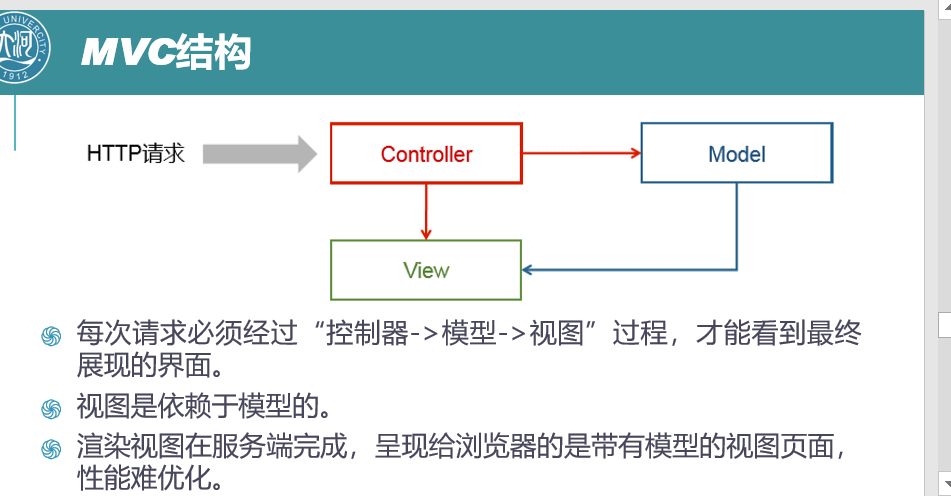 UNIVERCITY
大河
1912
MVC结构
HTTP请求
Controller
Model
View
每次请求必须经过“控制器->模型->视图”过程，才能看到最终
展现的界面。
视图是依赖于模型的。
渲染视图在服务端完成，呈现给浏览器的是带有模型的视图页面，
性能难优化。